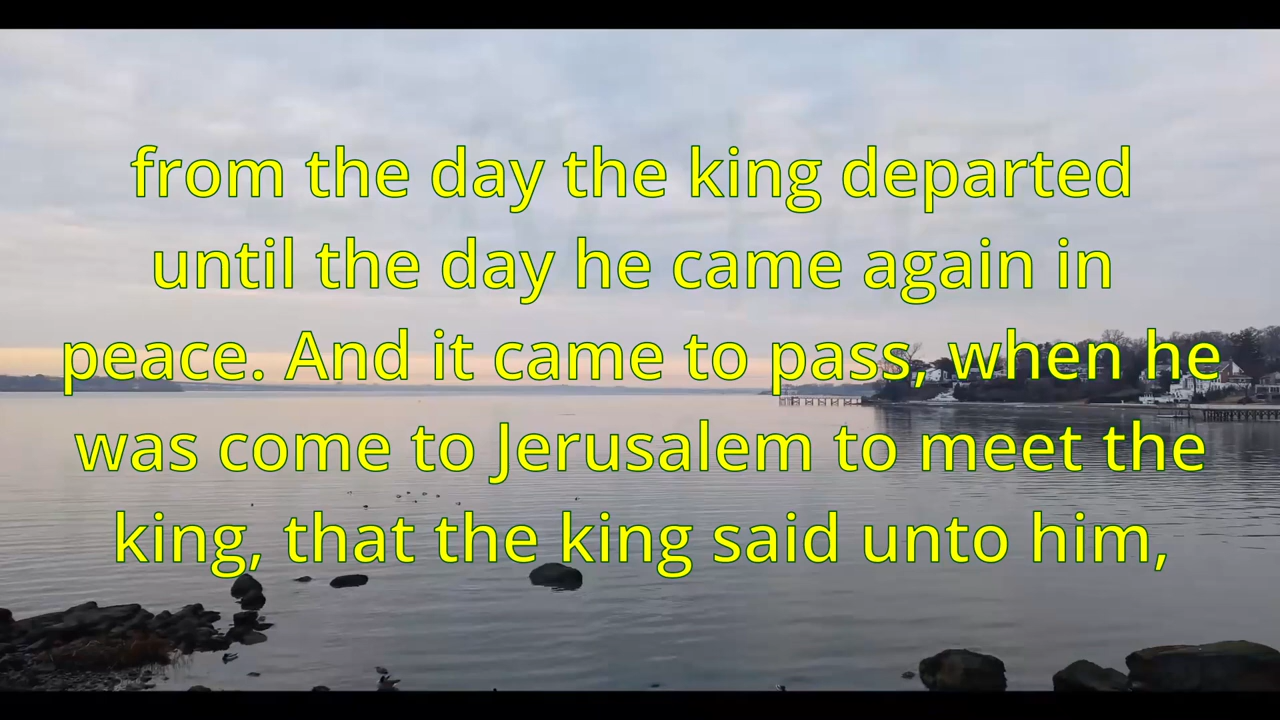 from the day the king departed
until the day he came again in
peace. And it came to pass, when he
was come to Jerusalem to meet the
king, that the king said unto him,